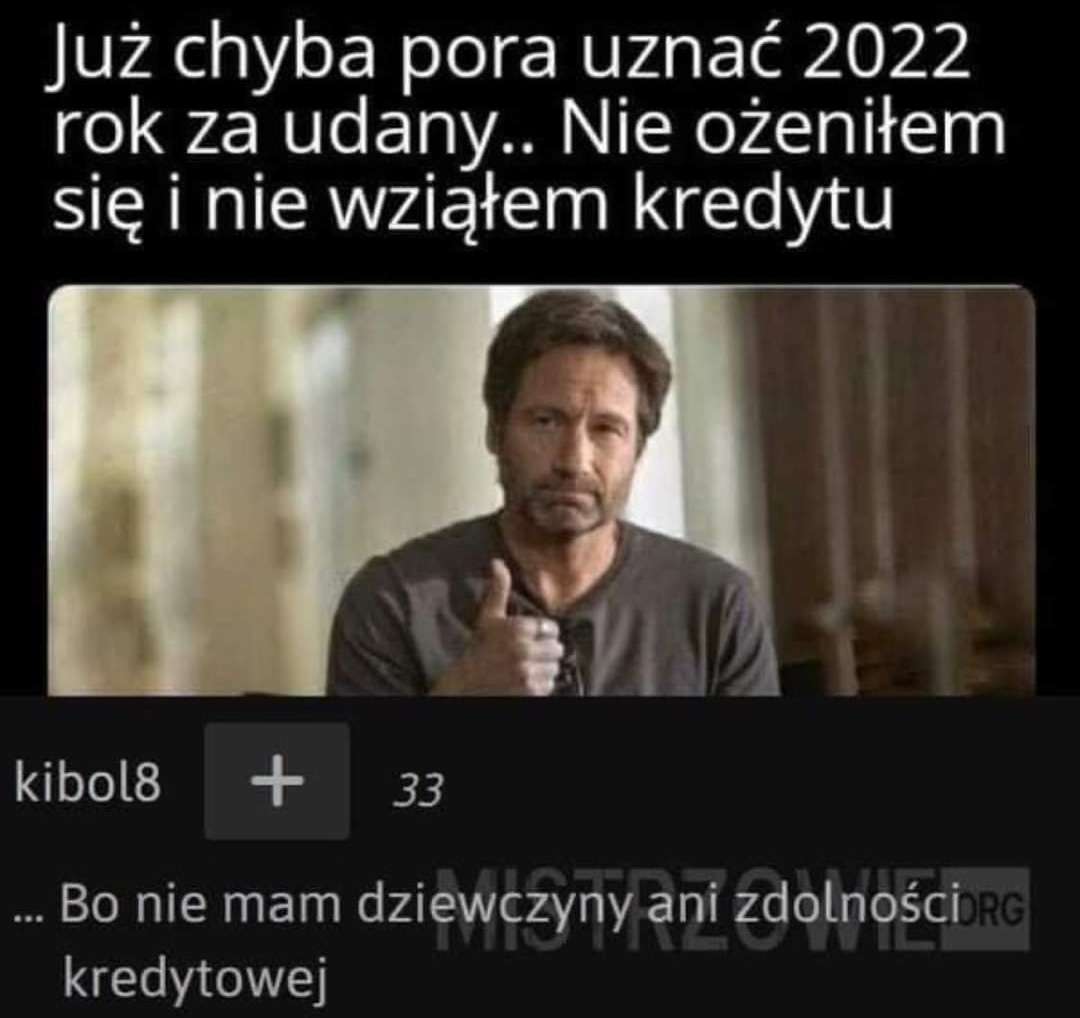 Już chyba pora uznać 2022
rok za udany.. Nie ożeniłem
się i nie wziąłem kredytu
kibol8 + 33
... Bo nie mam dziewczyny ani zdolności
kredytowej
MISTRZOWIE.ORG